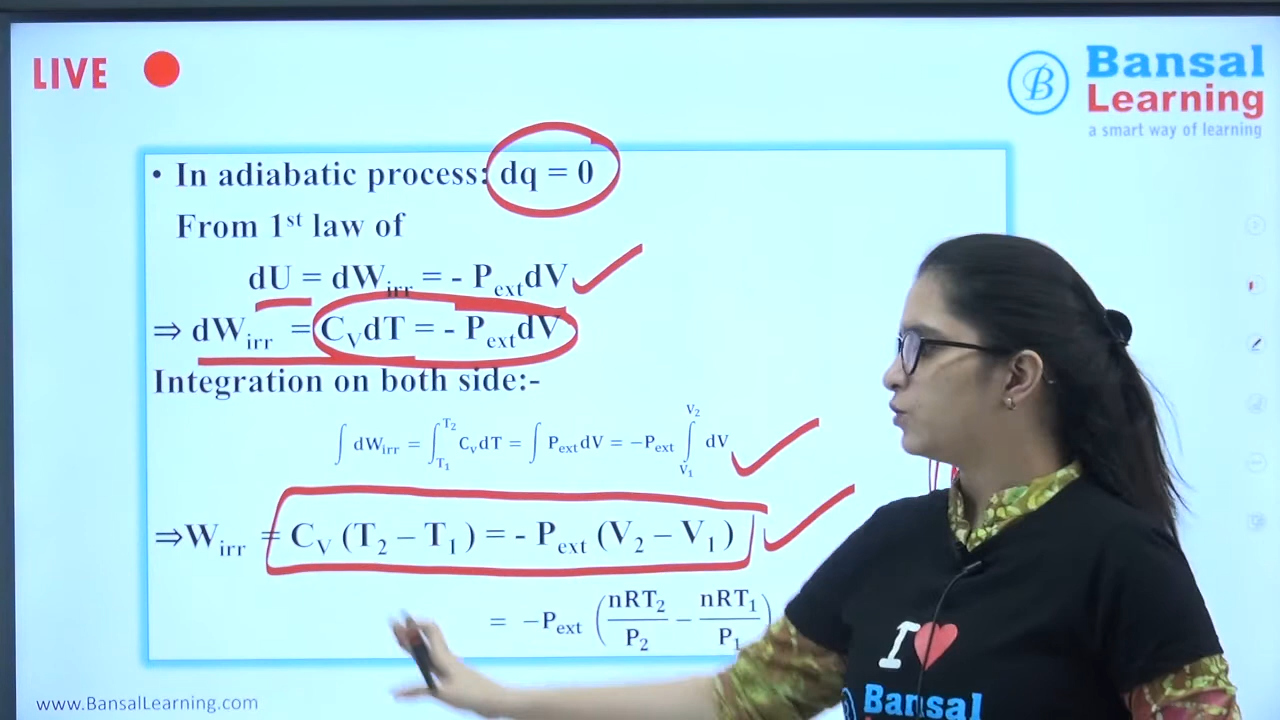 LIVE
Bansal
Learning
a smart way of learning
• In adiabatic process: dq = 0
From 1st law of
dU = dWirr = - PextdV
⇒ dWirr = CVdT = - PextdV
Integration on both side:-
∫ dWirr = ∫T1T2 CvdT = ∫ PextdV = −Pext ∫V1V2 dV
⇒Wirr = CV (T2 – T1 ) = - Pext (V2 – V1 )
= −Pext (nRT2/P2 − nRT1/P1)
I
Bansal
www.BansalLearning.com